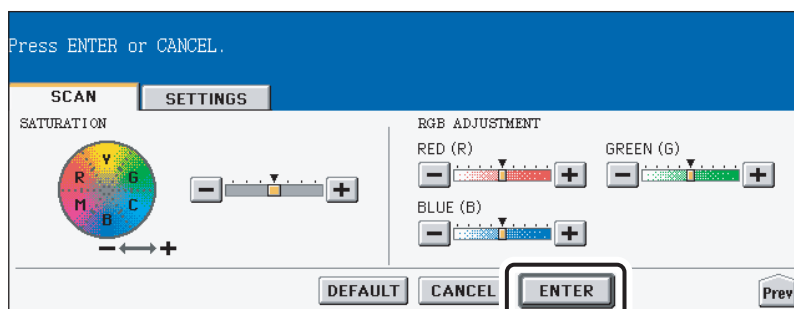 Press ENTER or CANCEL.
SCAN SETTINGS
SATURATION
Y
R G
M C
B
RGB ADJUSTMENT
RED (R) GREEN (G)
BLUE (B)
DEFAULT CANCEL ENTER Prev